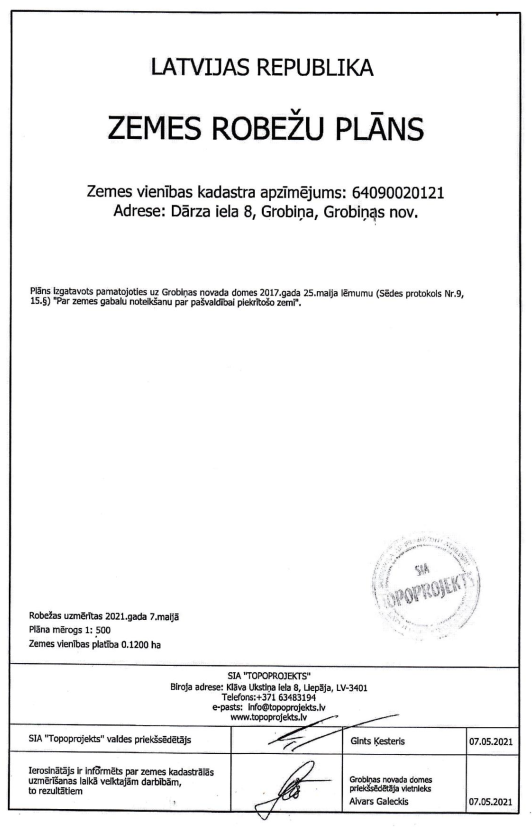 LATVIJAS REPUBLIKA
ZEMES ROBEŽU PLĀNS
Zemes vienības kadastra apzīmējums: 64090020121
Adrese: Dārza iela 8, Grobiņa, Grobiņas nov.
Plāns izgatavots pamatojoties uz Grobiņas novada domes 2017.gada 25.maija lēmumu (Sēdes protokols Nr.9,
15.§) "Par zemes gabalu noteikšanu par pašvaldībai piekrītošo zemi".
SIA
TOPOPROJEKTS
Robežas uzmērītas 2021.gada 7.maijā
Plāna mērogs 1: 500
Zemes vienības platība 0.1200 ha
SIA "TOPOPROJEKTS"
Biroja adrese: Klāva Ukstiņa iela 8, Liepāja, LV-3401
Telefons:+371 63483194
e-pasts: info@topoprojekts.lv
www.topoprojekts.lv
SIA "Topoprojekts" valdes priekšsēdētājs
Gints Ķesteris
07.05.2021
Ierosinātājs ir informēts par zemes kadastrālās
uzmērīšanas laikā veiktajām darbībām,
to rezultātiem
Grobiņas novada domes
priekšsēdētāja vietnieks
Aivars Galeckis
07.05.2021